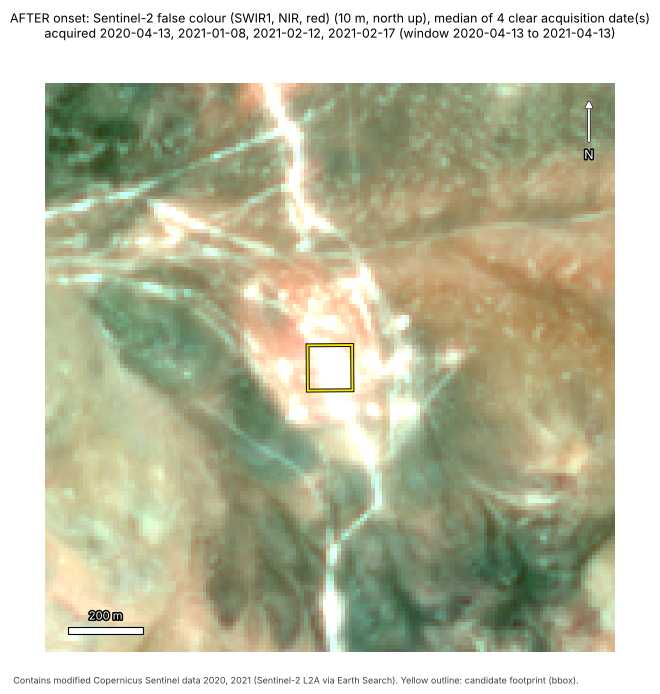 AFTER onset: Sentinel-2 false colour (SWIR1, NIR, red) (10 m, north up), median of 4 clear acquisition date(s)
acquired 2020-04-13, 2021-01-08, 2021-02-12, 2021-02-17 (window 2020-04-13 to 2021-04-13)
N
200 m
Contains modified Copernicus Sentinel data 2020, 2021 (Sentinel-2 L2A via Earth Search). Yellow outline: candidate footprint (bbox).